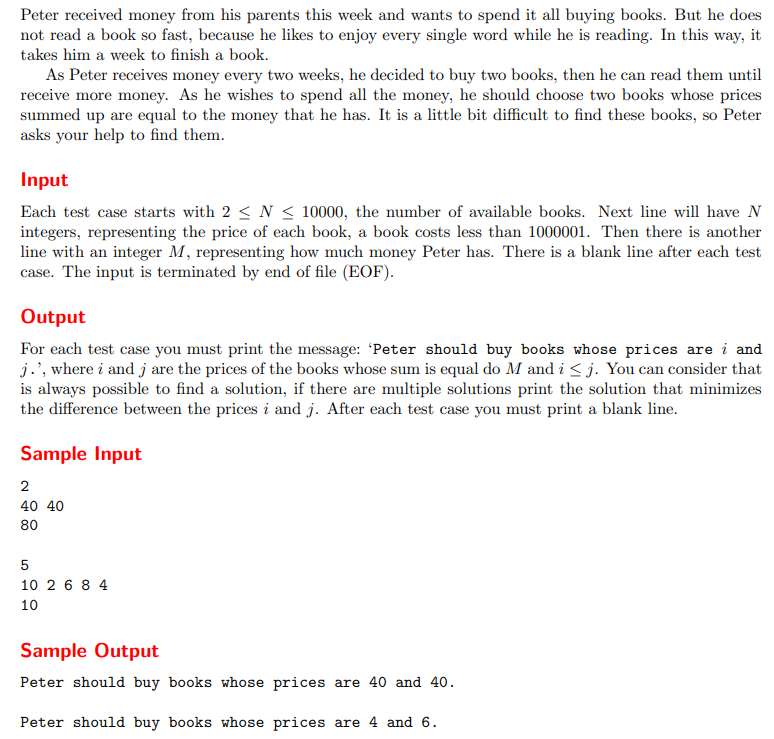 Peter received money from his parents this week and wants to spend it all buying books. But he does
not read a book so fast, because he likes to enjoy every single word while he is reading. In this way, it
takes him a week to finish a book.
As Peter receives money every two weeks, he decided to buy two books, then he can read them until
receive more money. As he wishes to spend all the money, he should choose two books whose prices
summed up are equal to the money that he has. It is a little bit difficult to find these books, so Peter
asks your help to find them.
Input
Each test case starts with 2 ≤ N ≤ 10000, the number of available books. Next line will have N
integers, representing the price of each book, a book costs less than 1000001. Then there is another
line with an integer M, representing how much money Peter has. There is a blank line after each test
case. The input is terminated by end of file (EOF).
Output
For each test case you must print the message: ‘Peter should buy books whose prices are i and
j.’, where i and j are the prices of the books whose sum is equal do M and i ≤ j. You can consider that
is always possible to find a solution, if there are multiple solutions print the solution that minimizes
the difference between the prices i and j. After each test case you must print a blank line.
Sample Input
2
40 40
80
5
10 2 6 8 4
10
Sample Output
Peter should buy books whose prices are 40 and 40.
Peter should buy books whose prices are 4 and 6.